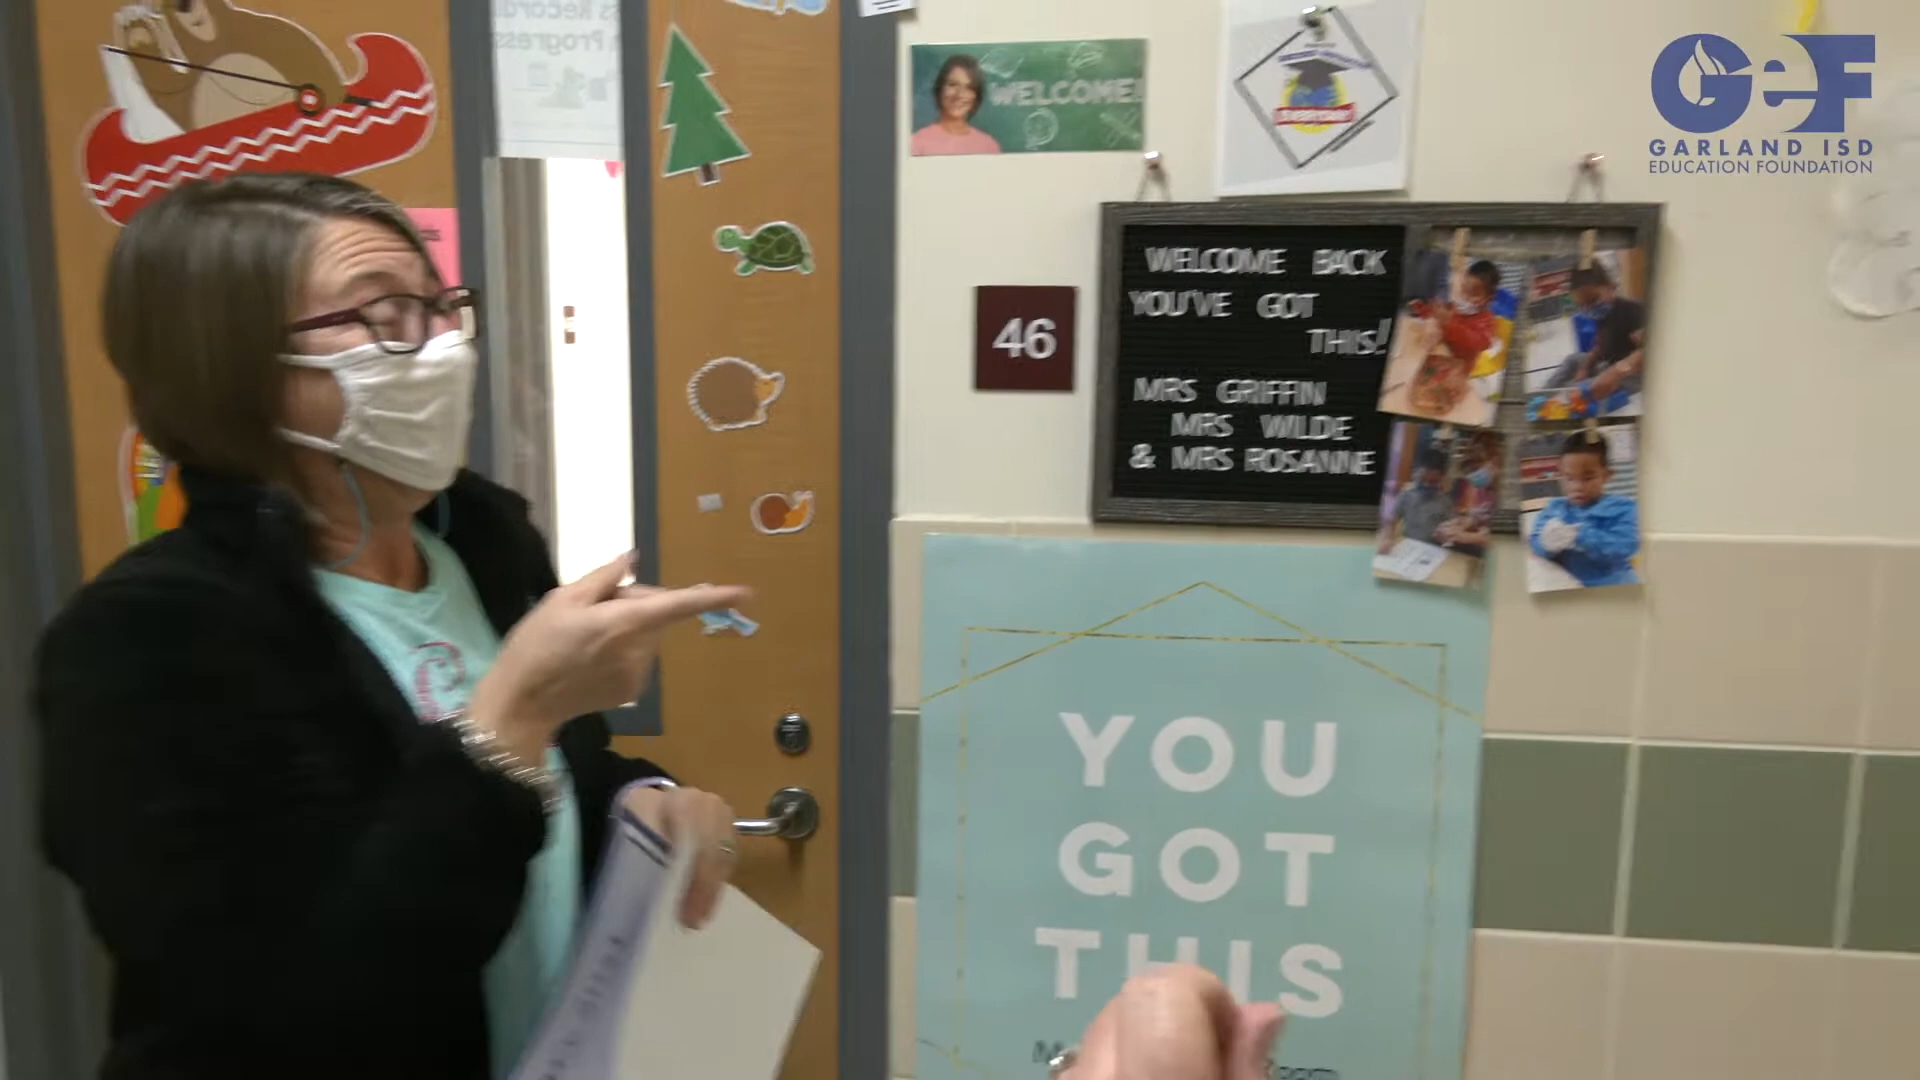 GEF
GARLAND ISD
EDUCATION FOUNDATION
WELCOME!
46
WELCOME BACK
YOU'VE GOT
THIS!
MRS GRIFFIN
MRS WILDE
& MRS ROSANNE
YOU
GOT
THIS